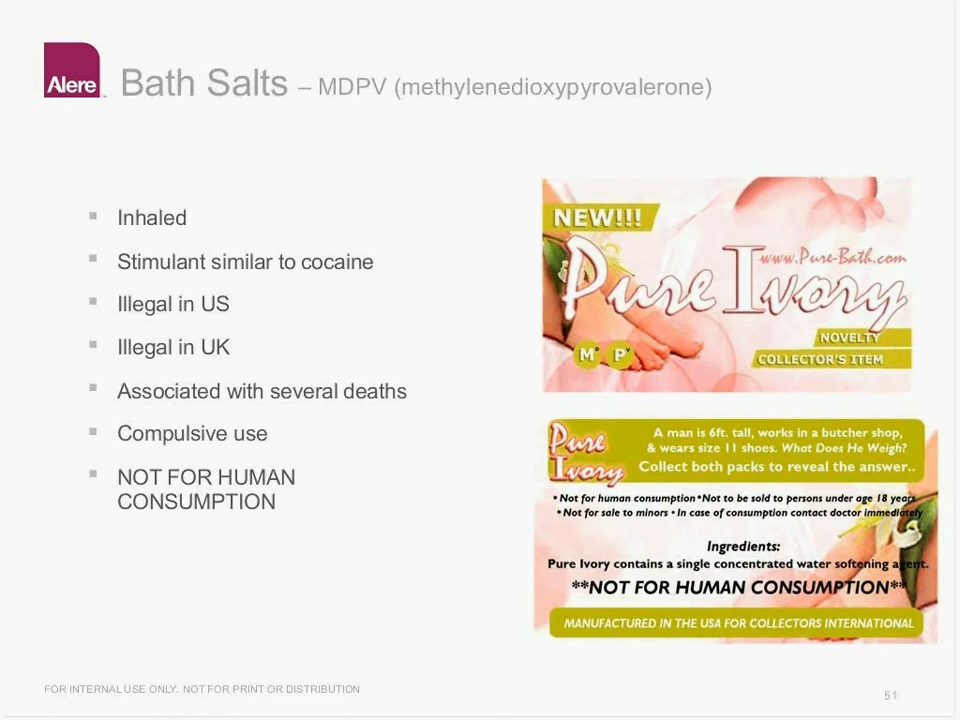 Alere
Bath Salts – MDPV (methylenedioxypyrovalerone)
▪ Inhaled
▪ Stimulant similar to cocaine
▪ Illegal in US
▪ Illegal in UK
▪ Associated with several deaths
▪ Compulsive use
▪ NOT FOR HUMAN
CONSUMPTION
NEW!!!
www.Pure-Bath.com
Pure Ivory
M P
NOVELTY
COLLECTOR'S ITEM
Pure
Ivory
A man is 6ft. tall, works in a butcher shop,
& wears size 11 shoes. What Does He Weigh?
Collect both packs to reveal the answer..
• Not for human consumption •Not to be sold to persons under age 18 years
• Not for sale to minors • In case of consumption contact doctor immediately
Ingredients:
Pure Ivory contains a single concentrated water softening agent.
**NOT FOR HUMAN CONSUMPTION**
MANUFACTURED IN THE USA FOR COLLECTORS INTERNATIONAL
FOR INTERNAL USE ONLY. NOT FOR PRINT OR DISTRIBUTION
51